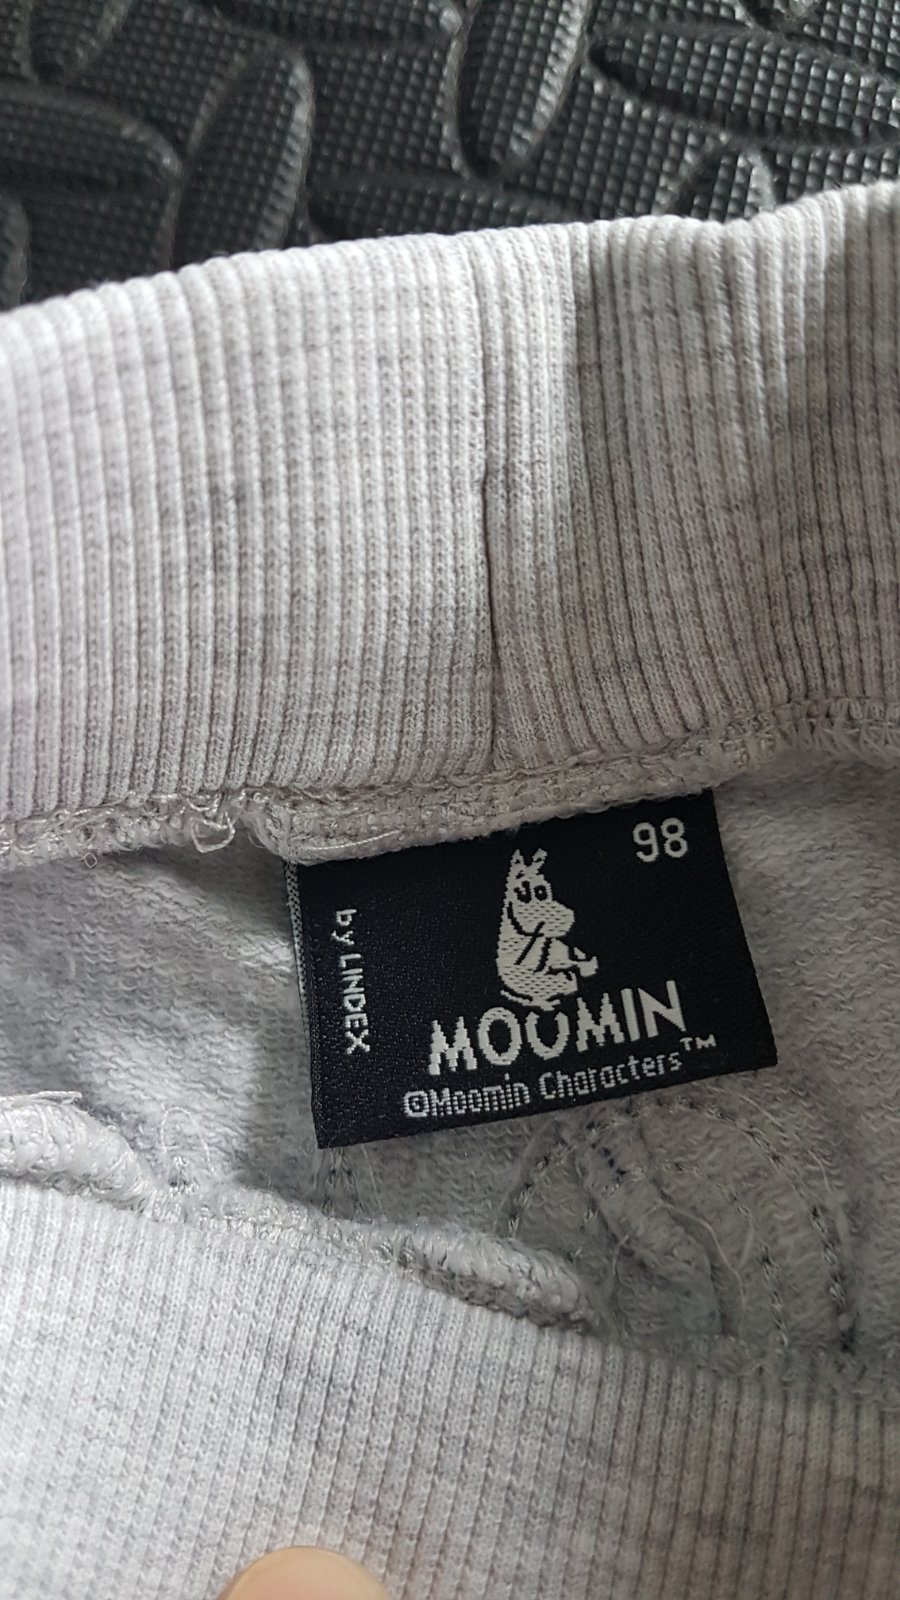 98
by LINDEX
MOOMIN
©Moomin Characters™